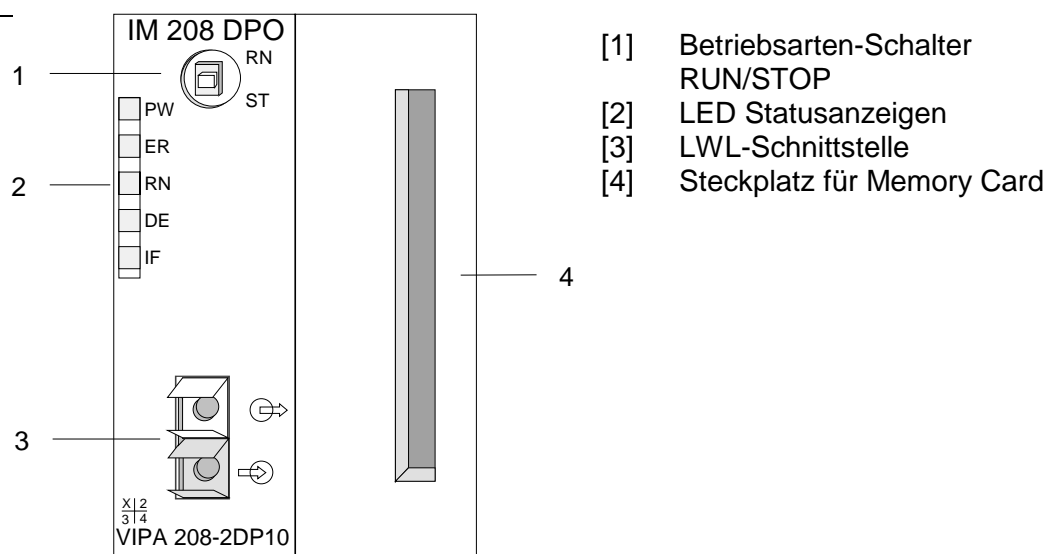 IM 208 DPO
RN
ST
1
PW
ER
RN
DE
IF
2
3
4
X 2
3 4
VIPA 208-2DP10
[1] Betriebsarten-Schalter
RUN/STOP
[2] LED Statusanzeigen
[3] LWL-Schnittstelle
[4] Steckplatz für Memory Card